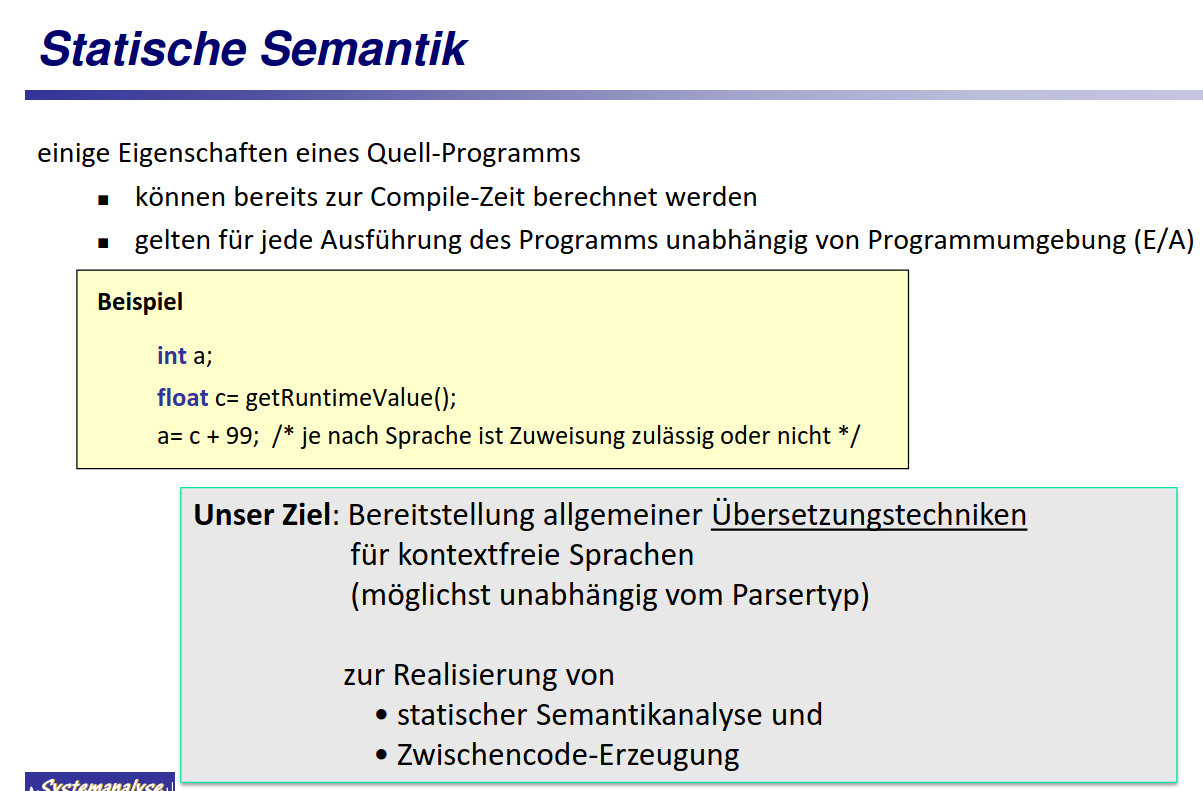 Statische Semantik
einige Eigenschaften eines Quell-Programms
▪ können bereits zur Compile-Zeit berechnet werden
▪ gelten für jede Ausführung des Programms unabhängig von Programmumgebung (E/A)
Beispiel
int a;
float c= getRuntimeValue();
a= c + 99; /* je nach Sprache ist Zuweisung zulässig oder nicht */
Unser Ziel: Bereitstellung allgemeiner Übersetzungstechniken
für kontextfreie Sprachen
(möglichst unabhängig vom Parsertyp)
zur Realisierung von
• statischer Semantikanalyse und
• Zwischencode-Erzeugung
Systemanalyse